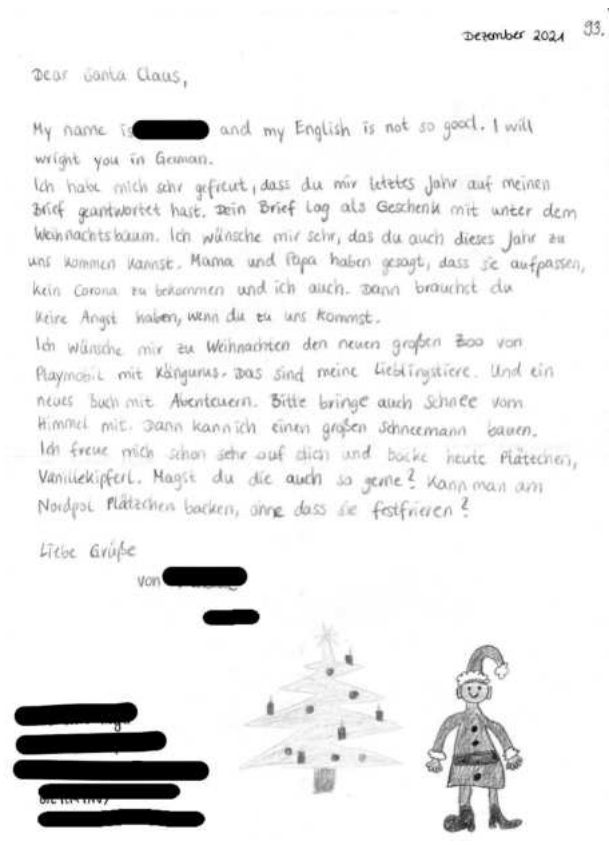 Dezember 2021
93.
Dear Santa Claus,
My name is and my English is not so good. I will
wright you in German.
Ich habe mich sehr gefreut, dass du mir letztes Jahr auf meinen
Brief geantwortet hast. Dein Brief lag als Geschenk mit unter dem
Weihnachtsbaum. Ich wünsche mir sehr, das du auch dieses Jahr zu
uns kommen kannst. Mama und Papa haben gesagt, dass sie aufpassen,
kein Corona zu bekommen und ich auch. Dann brauchst du
keine Angst haben, wenn du zu uns kommst.
Ich wünsche mir zu Weihnachten den neuen großen Zoo von
Playmobil mit Kängurus. Das sind meine Lieblingstiere. Und ein
neues Buch mit Abenteuern. Bitte bringe auch Schnee vom
Himmel mit. Dann kann ich einen großen Schneemann bauen.
Ich freue mich schon sehr auf dich und backe heute Plätzchen,
Vanillekipferl. Magst du die auch so gerne? Kann man am
Nordpol Plätzchen backen, ohne dass sie festfrieren?
Liebe Grüße
von